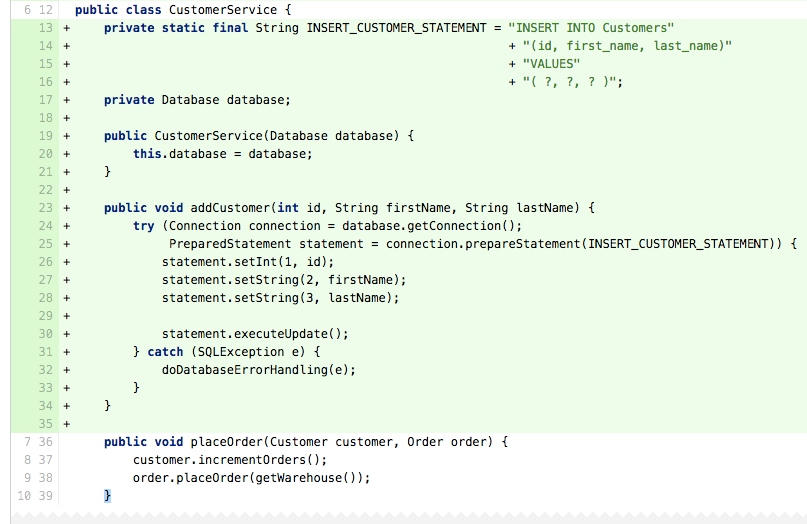 6 12 public class CustomerService {
13 + private static final String INSERT_CUSTOMER_STATEMENT = "INSERT INTO Customers"
14 + + "(id, first_name, last_name)"
15 + + "VALUES"
16 + + "( ?, ?, ? )";
17 + private Database database;
18 +
19 + public CustomerService(Database database) {
20 + this.database = database;
21 + }
22 +
23 + public void addCustomer(int id, String firstName, String lastName) {
24 + try (Connection connection = database.getConnection();
25 + PreparedStatement statement = connection.prepareStatement(INSERT_CUSTOMER_STATEMENT)) {
26 + statement.setInt(1, id);
27 + statement.setString(2, firstName);
28 + statement.setString(3, lastName);
29 +
30 + statement.executeUpdate();
31 + } catch (SQLException e) {
32 + doDatabaseErrorHandling(e);
33 + }
34 + }
35 +
7 36 public void placeOrder(Customer customer, Order order) {
8 37 customer.incrementOrders();
9 38 order.placeOrder(getWarehouse());
10 39 }